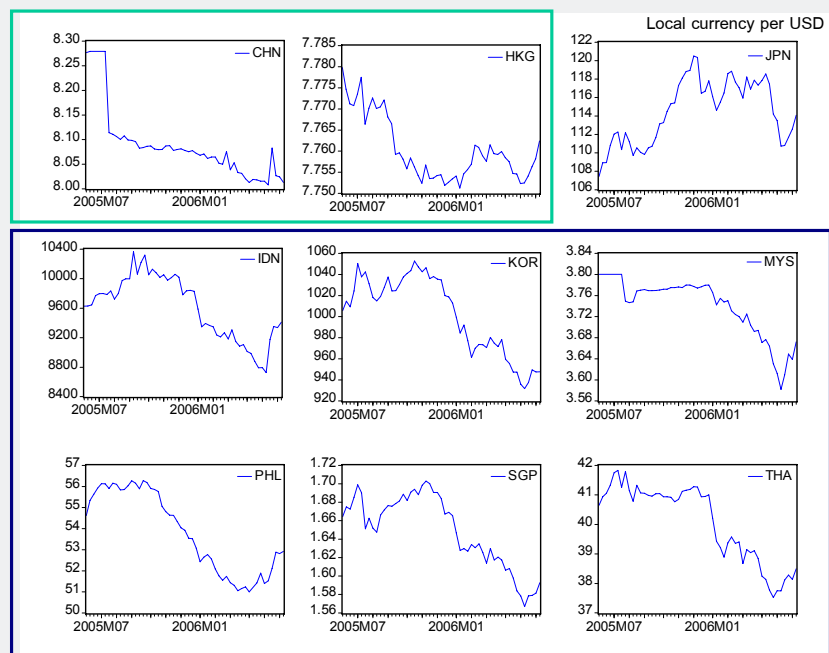 Local currency per USD
8.30
8.25
8.20
8.15
8.10
8.05
8.00
CHN
2005M07
2006M01
7.785
7.780
7.775
7.770
7.765
7.760
7.755
7.750
HKG
2005M07
2006M01
122
120
118
116
114
112
110
108
106
JPN
2005M07
2006M01
10400
10000
9600
9200
8800
8400
IDN
2005M07
2006M01
1060
1040
1020
1000
980
960
940
920
KOR
2005M07
2006M01
3.84
3.80
3.76
3.72
3.68
3.64
3.60
3.56
MYS
2005M07
2006M01
57
56
55
54
53
52
51
50
PHL
2005M07
2006M01
1.72
1.70
1.68
1.66
1.64
1.62
1.60
1.58
1.56
SGP
2005M07
2006M01
42
41
40
39
38
37
THA
2005M07
2006M01